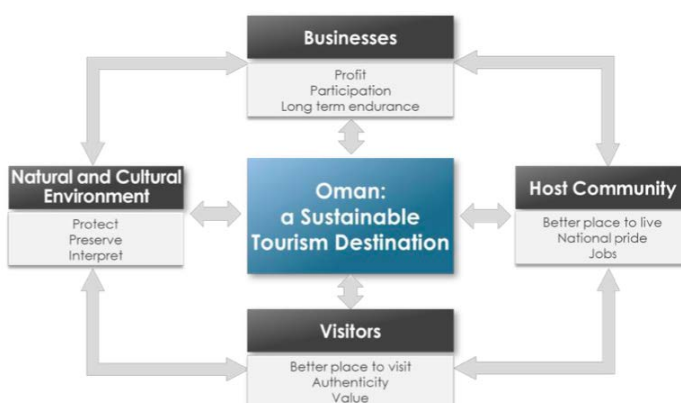 Businesses
Profit
Participation
Long term endurance
Natural and Cultural
Environment
Protect
Preserve
Interpret
Oman:
a Sustainable
Tourism Destination
Host Community
Better place to live
National pride
Jobs
Visitors
Better place to visit
Authenticity
Value